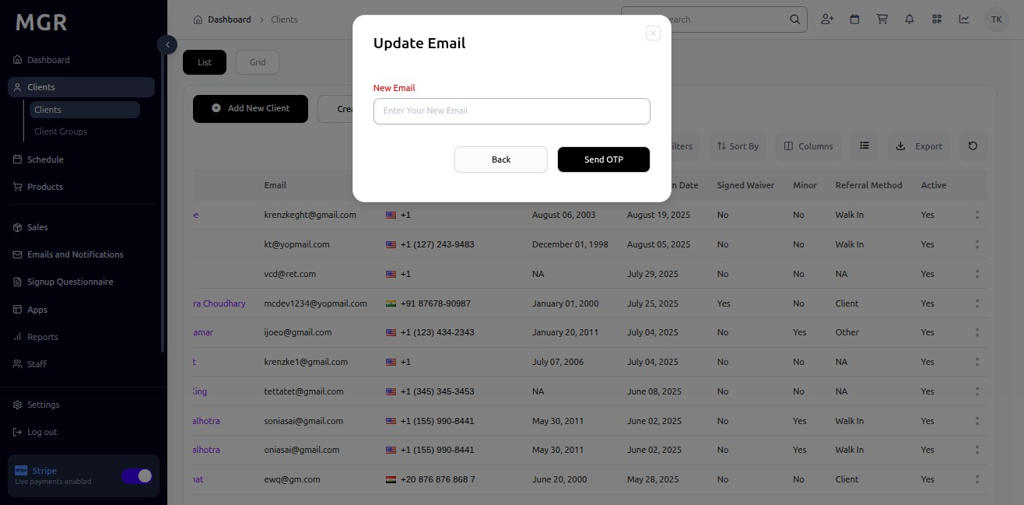 MGR
Dashboard
Clients
Clients
Client Groups
Schedule
Products
Sales
Emails and Notifications
Signup Questionnaire
Apps
Reports
Staff
Settings
Log out
Stripe
Live payments enabled
Dashboard > Clients
TK
List Grid
Add New Client
Update Email
New Email
Enter Your New Email
Back Send OTP
Sort By Columns Export
Email Date Signed Waiver Minor Referral Method Active
krenzkeght@gmail.com +1 August 06, 2003 August 19, 2025 No No Walk In Yes
kt@yopmail.com +1 (127) 243-9483 December 01, 1998 August 05, 2025 No No Walk In Yes
vcd@ret.com +1 NA July 29, 2025 No No NA Yes
ra Choudhary mcdev1234@yopmail.com +91 87678-90987 January 01, 2000 July 25, 2025 Yes No Client Yes
amar ijoeo@gmail.com +1 (123) 434-2343 January 20, 2011 July 04, 2025 No Yes Other Yes
t krenzke1@gmail.com +1 July 07, 2006 July 04, 2025 No No NA Yes
King tettatet@gmail.com +1 (345) 345-3453 NA June 08, 2025 No No NA Yes
alhotra soniasai@gmail.com +1 (155) 990-8441 May 30, 2011 June 02, 2025 No Yes Walk In Yes
alhotra oniasai@gmail.com +1 (155) 990-8441 May 30, 2011 June 02, 2025 No Yes Walk In Yes
nat ewq@gm.com +20 876 876 868 7 June 20, 2000 May 28, 2025 No No Client Yes